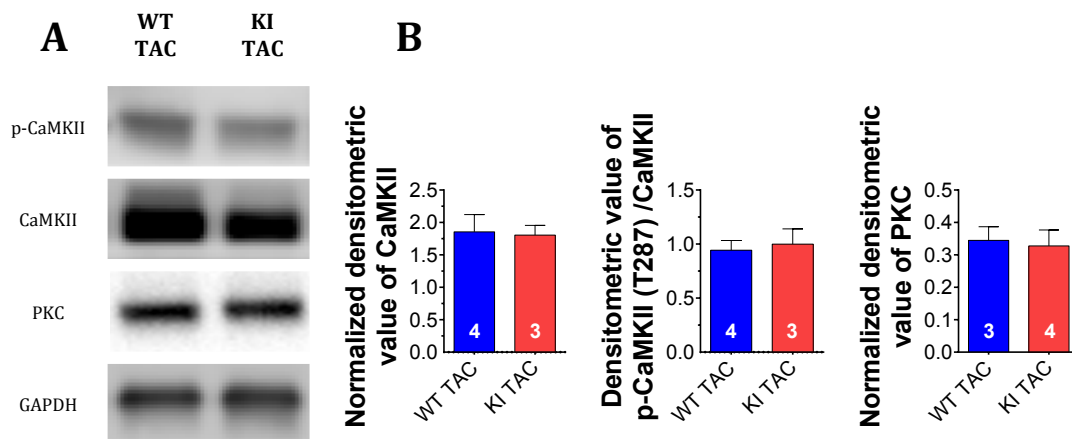 A
WT
TAC
KI
TAC
p-CaMKII
CaMKII
PKC
GAPDH
B
Normalized densitometric
value of CaMKII
2.5
2.0
1.5
1.0
0.5
0.0
4
3
WT TAC
KI TAC
Densitometric value of
p-CaMKII (T287) /CaMKII
1.5
1.0
0.5
0.0
4
3
WT TAC
KI TAC
Normalized densitometric
value of PKC
0.5
0.4
0.3
0.2
0.1
0.0
3
4
WT TAC
KI TAC